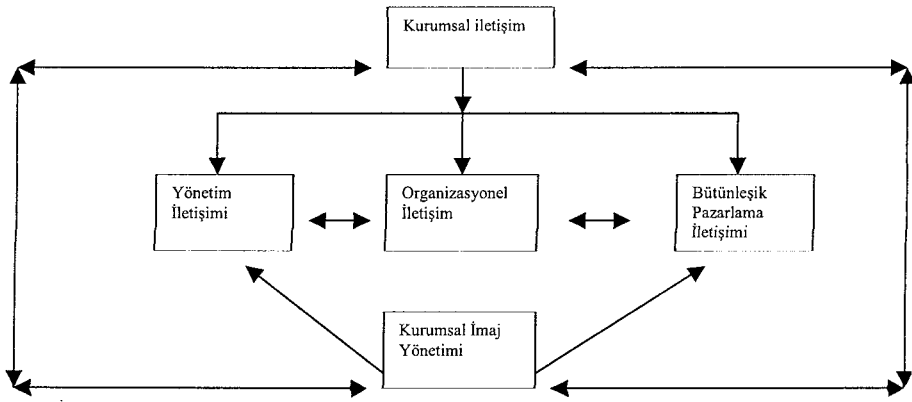 Kurumsal iletişim
Yönetim
İletişimi
Organizasyonel
İletişim
Bütünleşik
Pazarlama
İletişimi
Kurumsal İmaj
Yönetimi